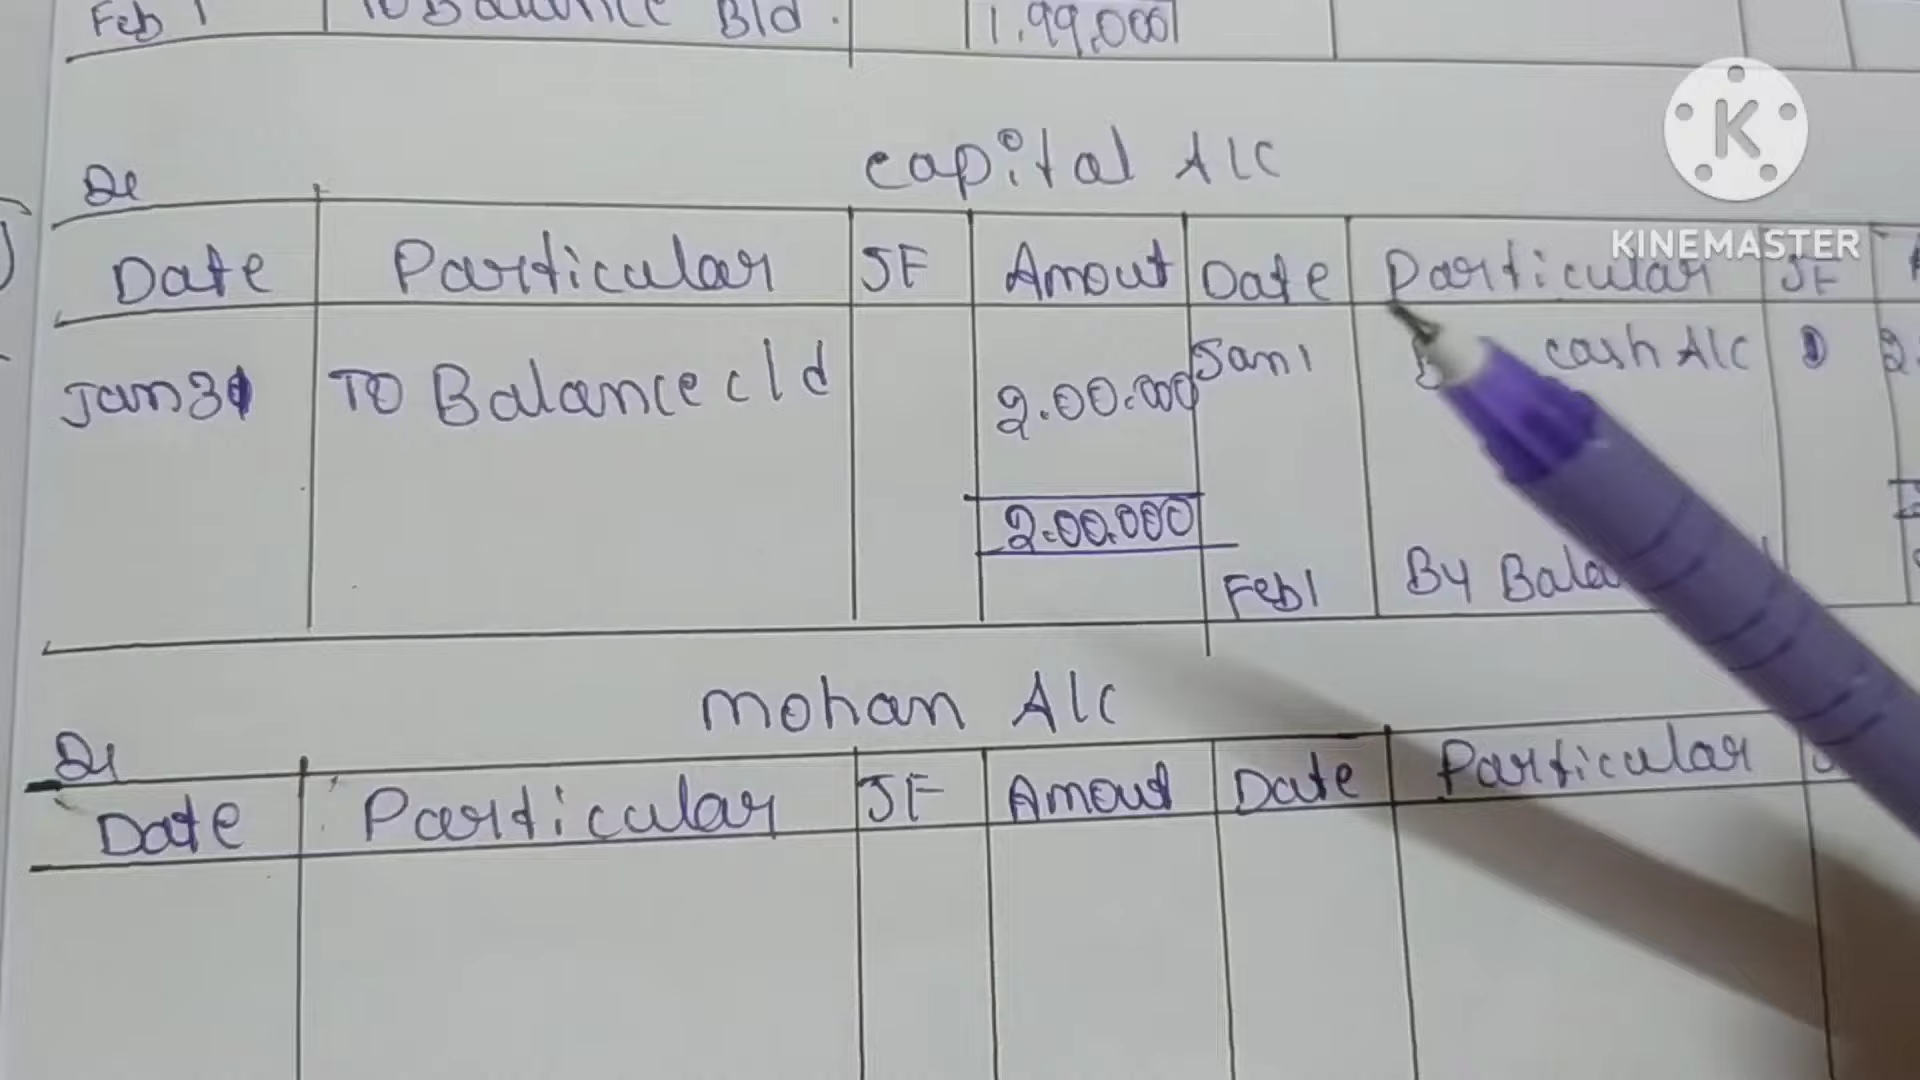 Feb 1 To Balance B/d. 1.99,000
Capital A/c
Dr
Date Particular JF Amout Date Particular JF
Jan 31 To Balance c/d 2.00.000 Jan 1 cash A/c
2.00.000
Feb 1 By
mohan A/c
Dr
Date Particular JF Amout Date Particular
KINEMASTER